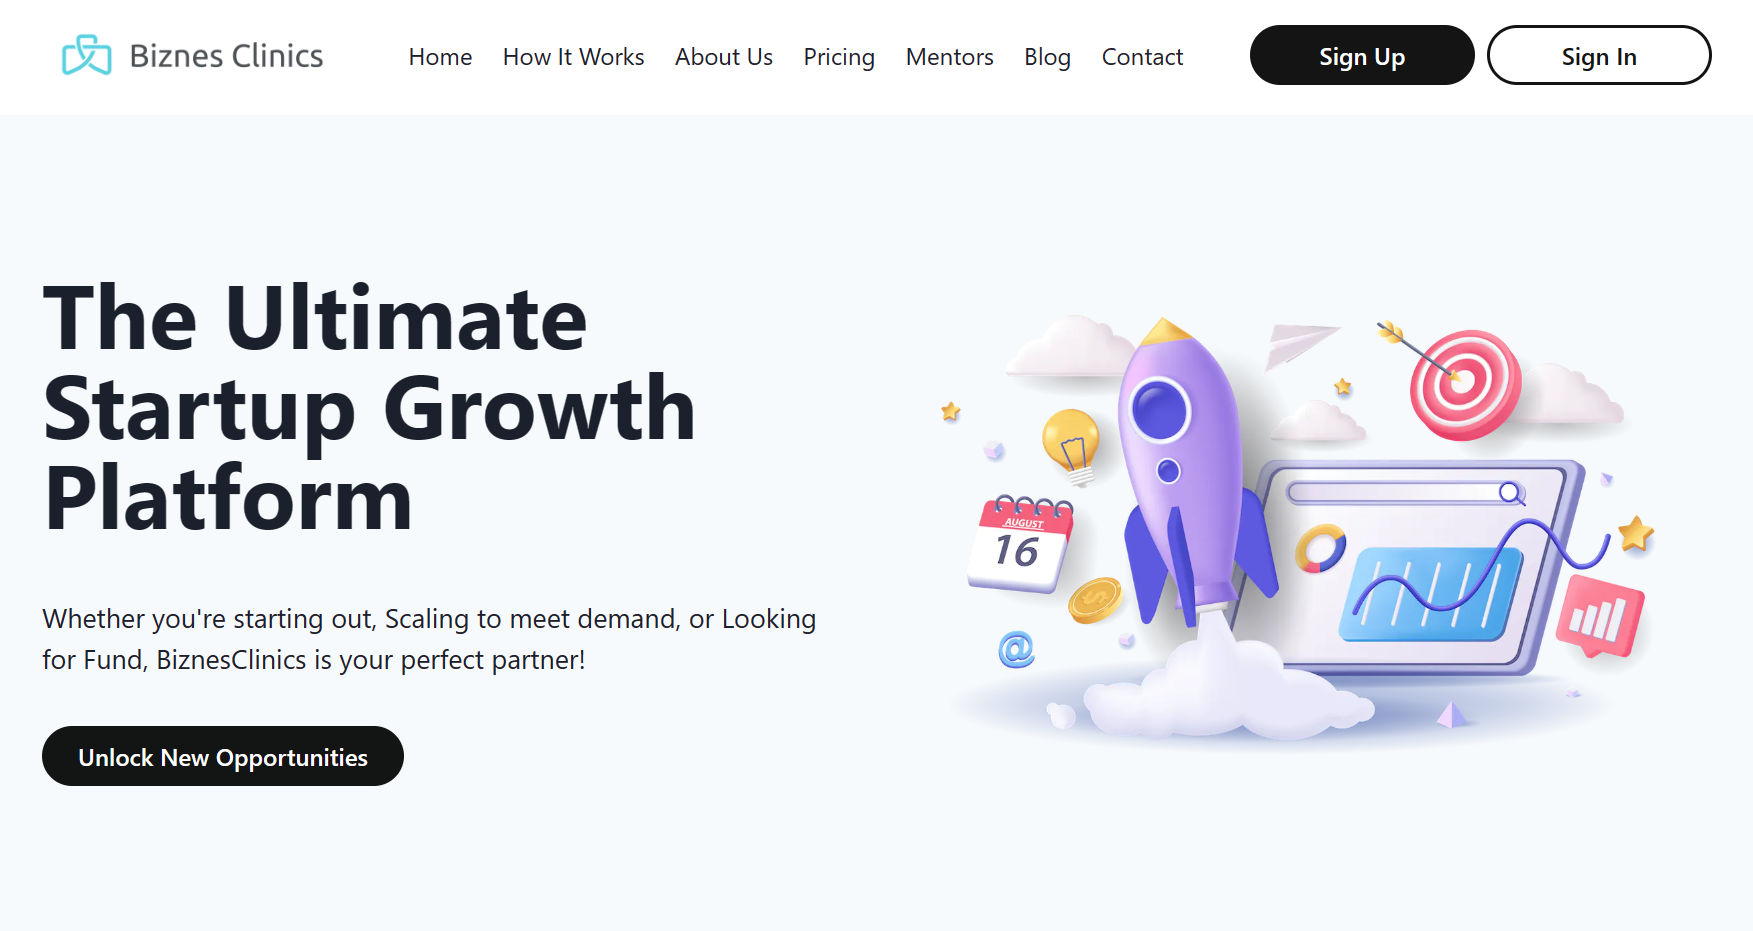 Biznes Clinics
Home How It Works About Us Pricing Mentors Blog Contact
Sign Up Sign In
The Ultimate
Startup Growth
Platform
Whether you're starting out, Scaling to meet demand, or Looking
for Fund, BiznesClinics is your perfect partner!
Unlock New Opportunities
AUGUST
16
@